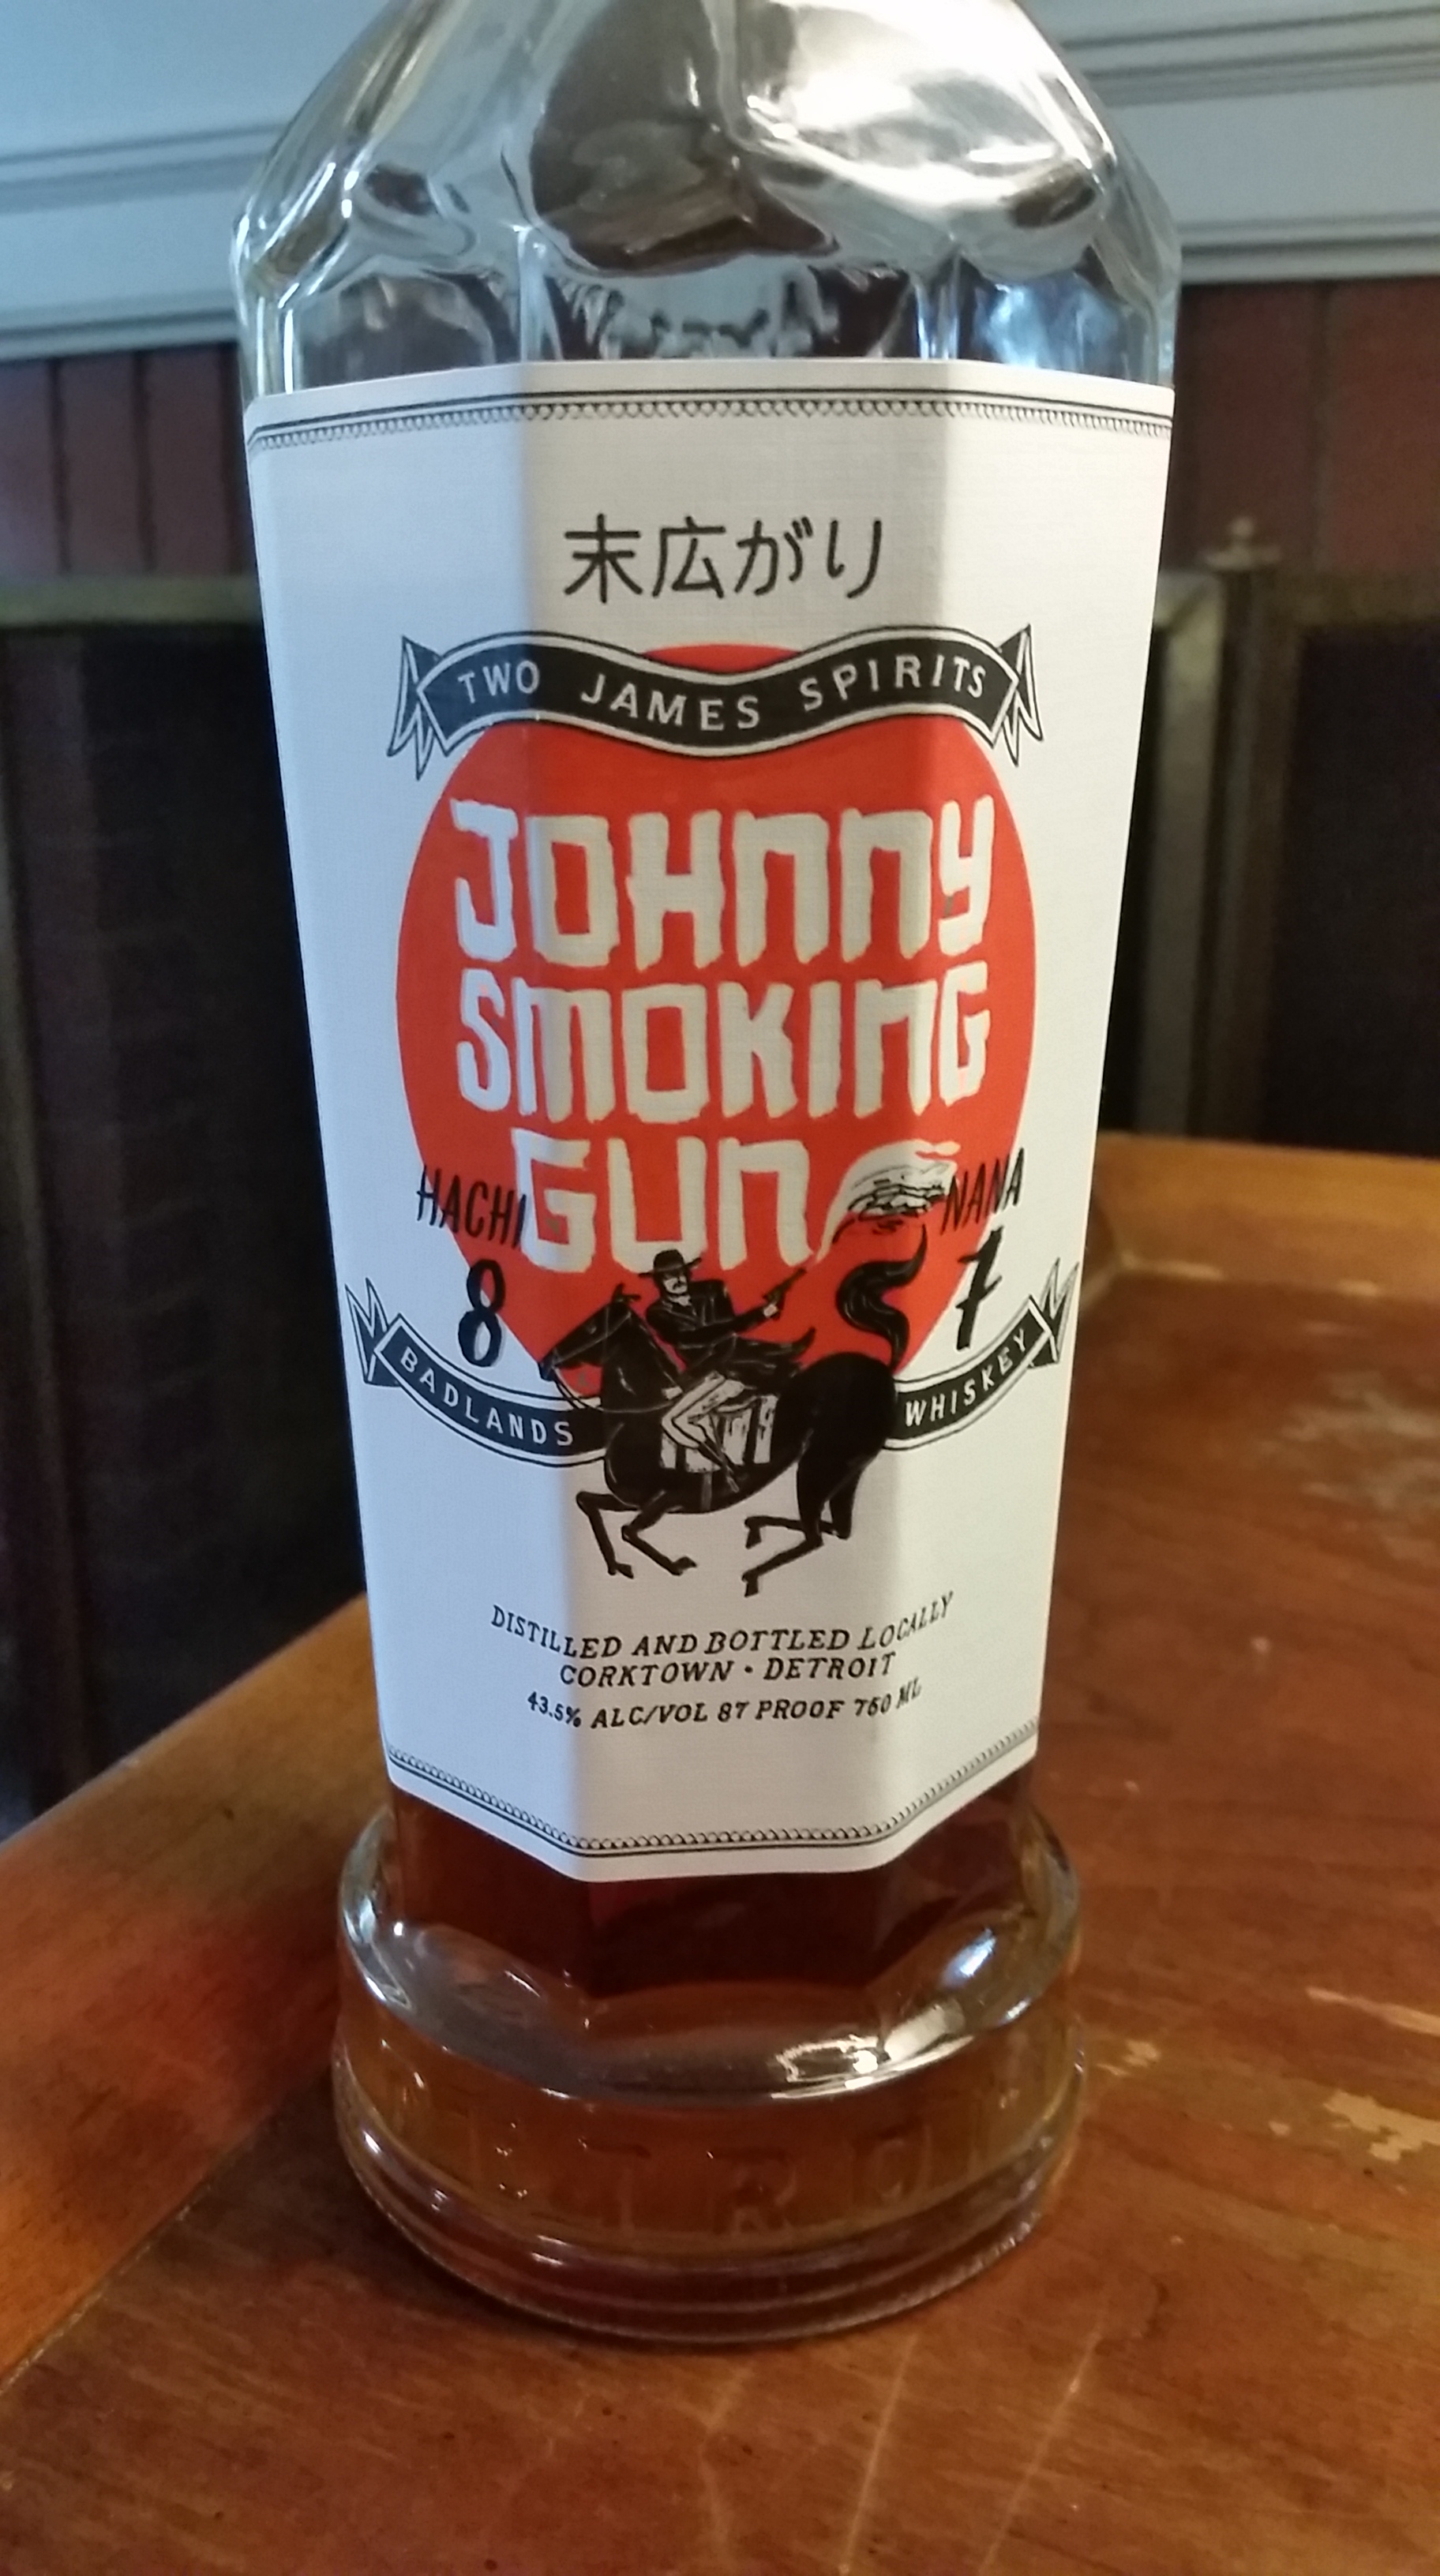 末広がり
TWO JAMES SPIRITS
JOHNNY
SMOKING
GUN
HACHI NANA
8 7
BADLANDS WHISKEY
DISTILLED AND BOTTLED LOCALLY
CORKTOWN • DETROIT
43.5% ALC/VOL 87 PROOF 750 ML